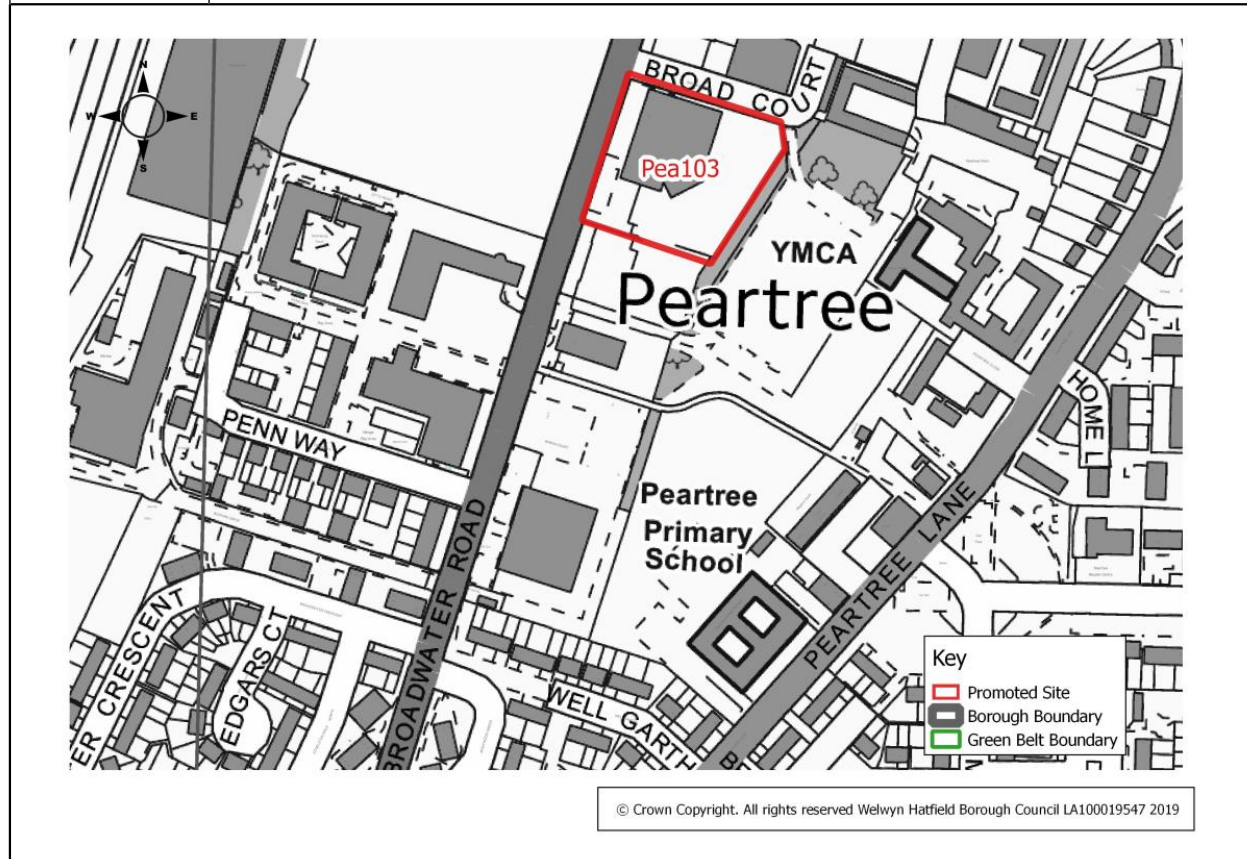 N
W
E
S
BROAD COURT
Pea103
YMCA
Peartree
PENN WAY
HOME L
Peartree
Primary
School
BROADWATER ROAD
PEARTREE LANE
ER CRESCENT
EDGARS CT
WELL GARTH
Key
Promoted Site
Borough Boundary
Green Belt Boundary
© Crown Copyright. All rights reserved Welwyn Hatfield Borough Council LA100019547 2019